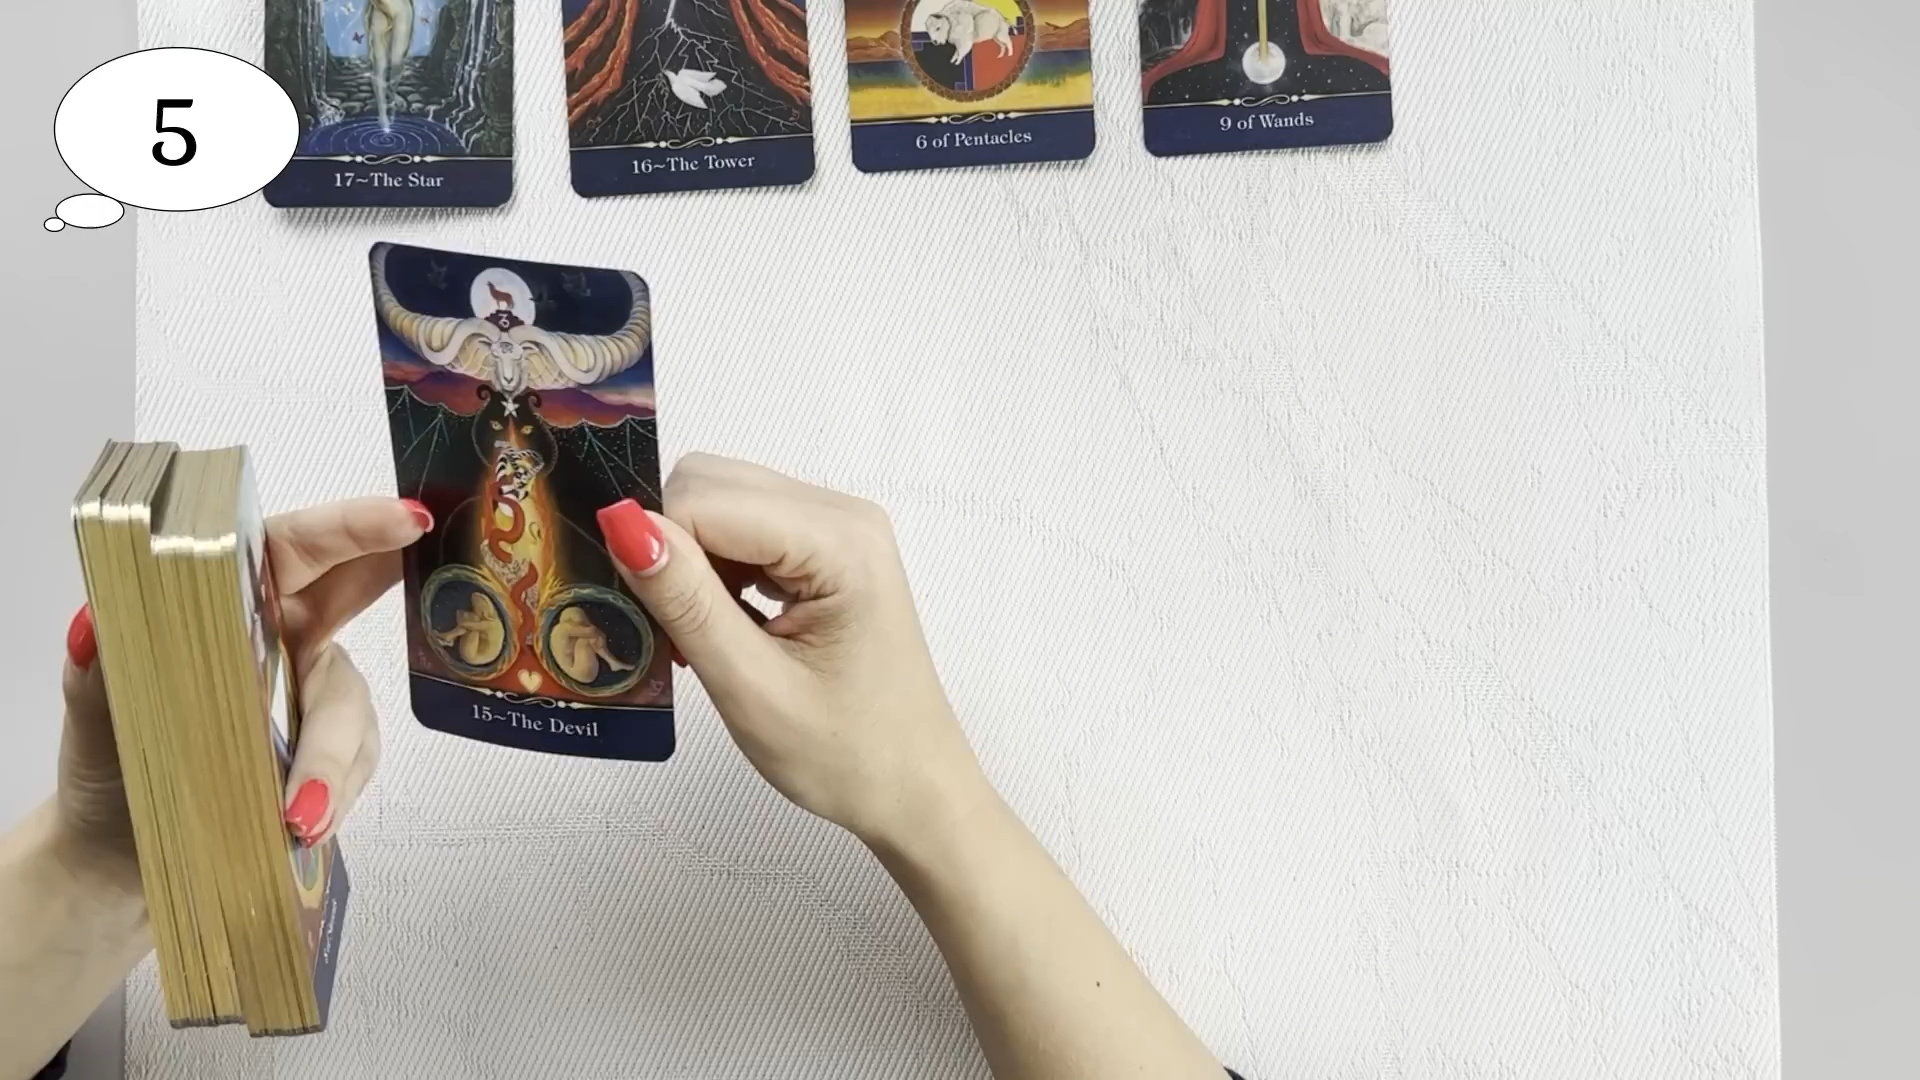 5
17~The Star
16~The Tower
6 of Pentacles
9 of Wands
15~The Devil